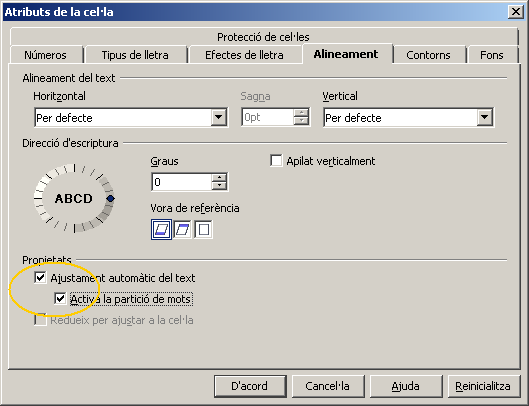 Atributs de la cel·la
Protecció de cel·les
Números Tipus de lletra Efectes de lletra Alineament Contorns Fons
Alineament del text
Horitzontal Sagna Vertical
Per defecte 0pt Per defecte
Direcció d'escriptura
Graus Apilat verticalment
ABCD 0
Vora de referència
Propietats
Ajustament automàtic del text
Activa la partició de mots
Redueix per ajustar a la cel·la
D'acord Cancel·la Ajuda Reinicialitza